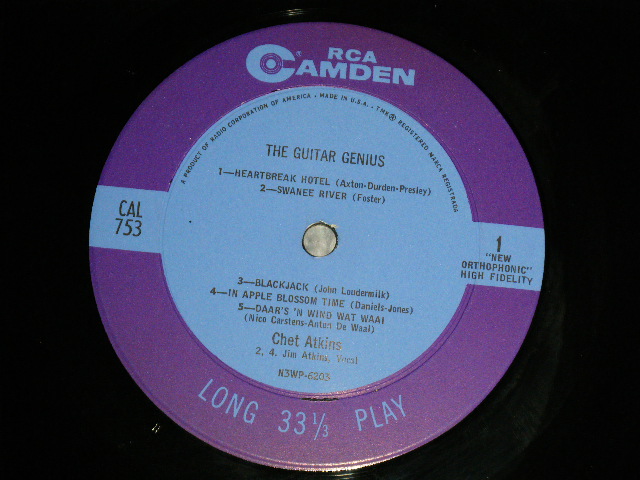 RCA
CAMDEN
A PRODUCT OF RADIO CORPORATION OF AMERICA • MADE IN U.S.A. • TMK ® REGISTERED MARCA REGISTRADA
THE GUITAR GENIUS
1—HEARTBREAK HOTEL (Axton-Durden-Presley)
2—SWANEE RIVER (Foster)
CAL
753
1
"NEW
ORTHOPHONIC"
HIGH FIDELITY
3—BLACKJACK (John Loudermilk)
4—IN APPLE BLOSSOM TIME (Daniels-Jones)
5—DAAR'S 'N WIND WAT WAAI
(Nico Carstens-Anton De Waal)
Chet Atkins
2, 4, Jim Atkins, Vocal
N3WP-6203
LONG 33⅓ PLAY